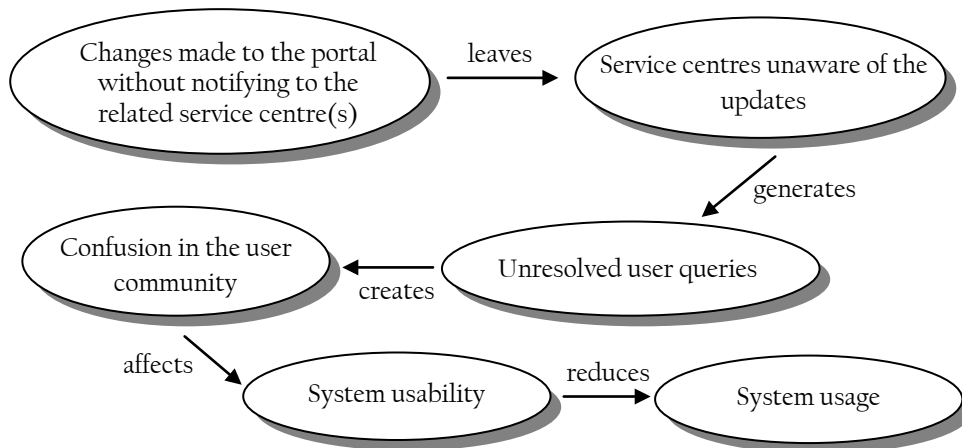 Changes made to the portal
without notifying to the
related service centre(s)
leaves
Service centres unaware of the
updates
generates
Unresolved user queries
creates
Confusion in the user
community
affects
System usability
reduces
System usage